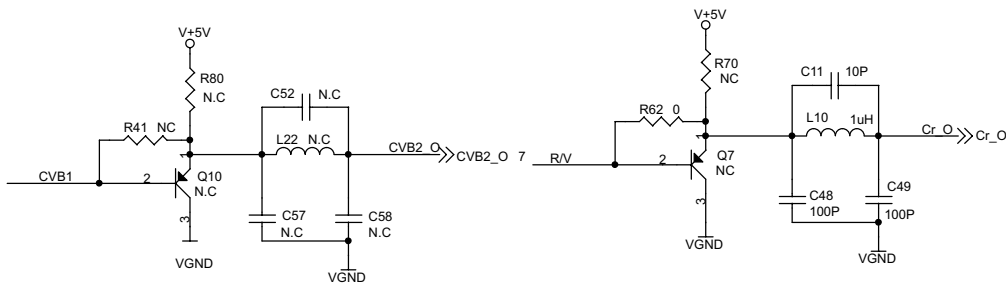 V+5V
R80
N.C
C52 N.C
R41 NC
L22 N.C
1
CVB2_O
CVB2_O
CVB1
2
Q10
N.C
3
C57
N.C
C58
N.C
VGND
VGND
V+5V
R70
NC
C11 10P
R62 0
L10 1uH
1
Cr_O
Cr_O
7
R/V
2
Q7
NC
3
C48
100P
C49
100P
VGND
VGND